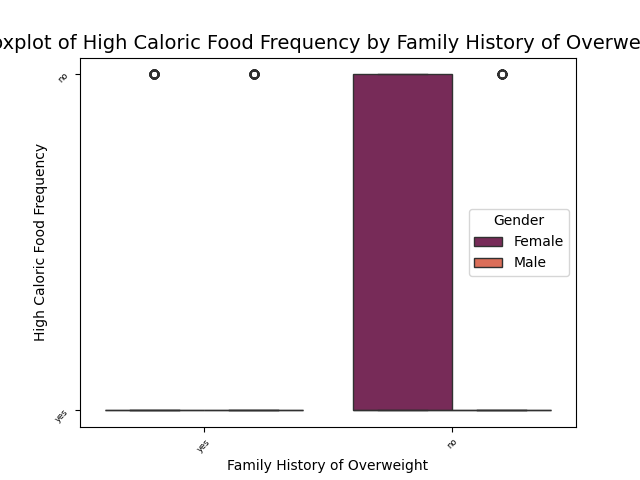 oxplot of High Caloric Food Frequency by Family History of Overwe
no
High Caloric Food Frequency
Gender
Female
Male
yes
yes
no
Family History of Overweight